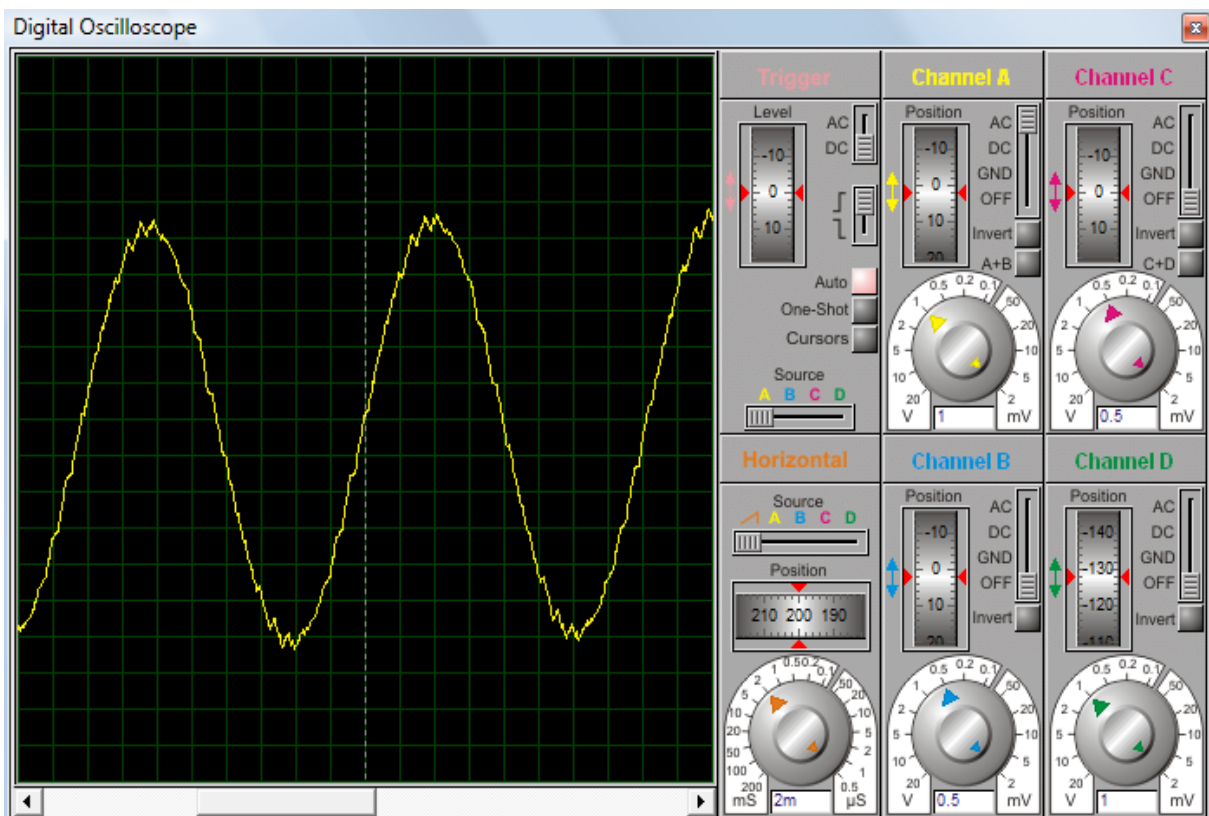 Digital Oscilloscope
Trigger
Level
AC
DC
-10
0
10
Auto
One-Shot
Cursors
Source
A B C D
Channel A
Position
AC
DC
GND
OFF
Invert
A+B
-10
0
10
20
20 10 5 2 1 0.5 0.2 0.1 50 20 10 5 2
V 1 mV
Channel C
Position
AC
DC
GND
OFF
Invert
C+D
-10
0
10
20 10 5 2 1 0.5 0.2 0.1 50 20 10 5 2
V 0.5 mV
Horizontal
Source
A B C D
Position
210 200 190
200 100 50 20 10 5 2 1 0.5 0.2 0.1 50 20 10 5 2 1 0.5
mS 2m µS
Channel B
Position
AC
DC
GND
OFF
Invert
-10
0
10
20
20 10 5 2 1 0.5 0.2 0.1 50 20 10 5 2
V 0.5 mV
Channel D
Position
AC
DC
GND
OFF
Invert
-140
-130
-120
-110
20 10 5 2 1 0.5 0.2 0.1 50 20 10 5 2
V 1 mV